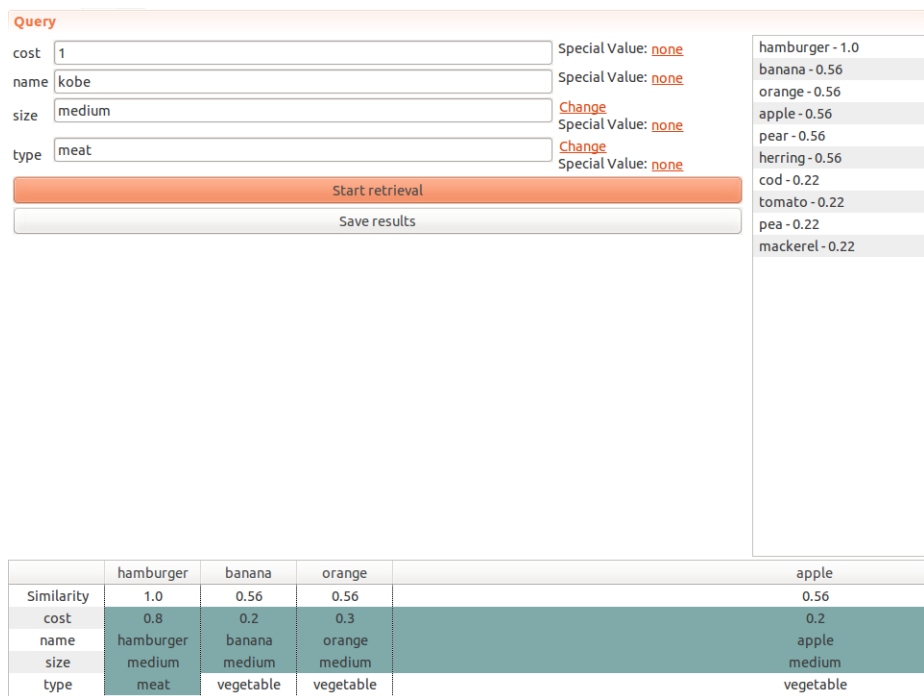 Query
cost 1 Special Value: none
name kobe Special Value: none
size medium Change
Special Value: none
type meat Change
Special Value: none
Start retrieval
Save results
hamburger - 1.0
banana - 0.56
orange - 0.56
apple - 0.56
pear - 0.56
herring - 0.56
cod - 0.22
tomato - 0.22
pea - 0.22
mackerel - 0.22
hamburger banana orange apple
Similarity 1.0 0.56 0.56 0.56
cost 0.8 0.2 0.3 0.2
name hamburger banana orange apple
size medium medium medium medium
type meat vegetable vegetable vegetable